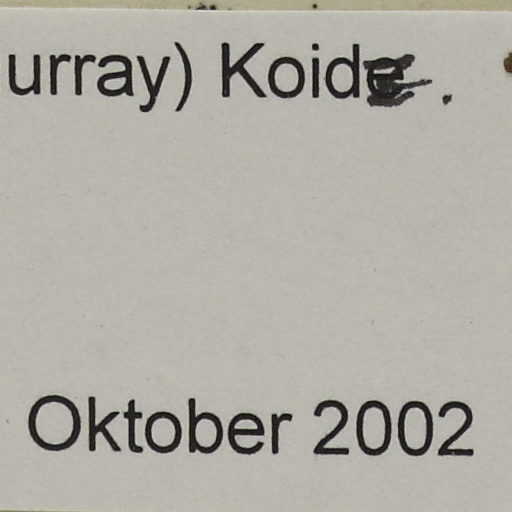 urray) Koide.
Oktober 2002